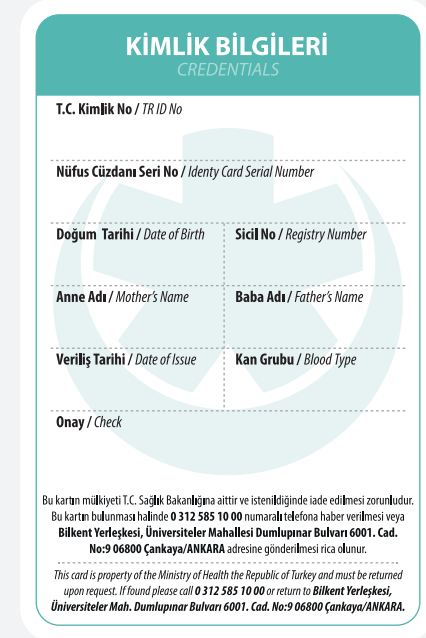 KİMLİK BİLGİLERİ
CREDENTIALS
T.C. Kimlik No / TR ID No
Nüfus Cüzdanı Seri No / Identy Card Serial Number
Doğum Tarihi / Date of Birth
Sicil No / Registry Number
Anne Adı / Mother's Name
Baba Adı / Father's Name
Veriliş Tarihi / Date of Issue
Kan Grubu / Blood Type
Onay / Check
Bu kartın mülkiyeti T.C. Sağlık Bakanlığına aittir ve istenildiğinde iade edilmesi zorunludur.
Bu kartın bulunması halinde 0 312 585 10 00 numaralı telefona haber verilmesi veya
Bilkent Yerleşkesi, Üniversiteler Mahallesi Dumlupınar Bulvarı 6001. Cad.
No:9 06800 Çankaya/ANKARA adresine gönderilmesi rica olunur.
This card is property of the Ministry of Health the Republic of Turkey and must be returned
upon request. If found please call 0 312 585 10 00 or return to Bilkent Yerleşkesi,
Üniversiteler Mah. Dumlupınar Bulvarı 6001. Cad. No:9 06800 Çankaya/ANKARA.